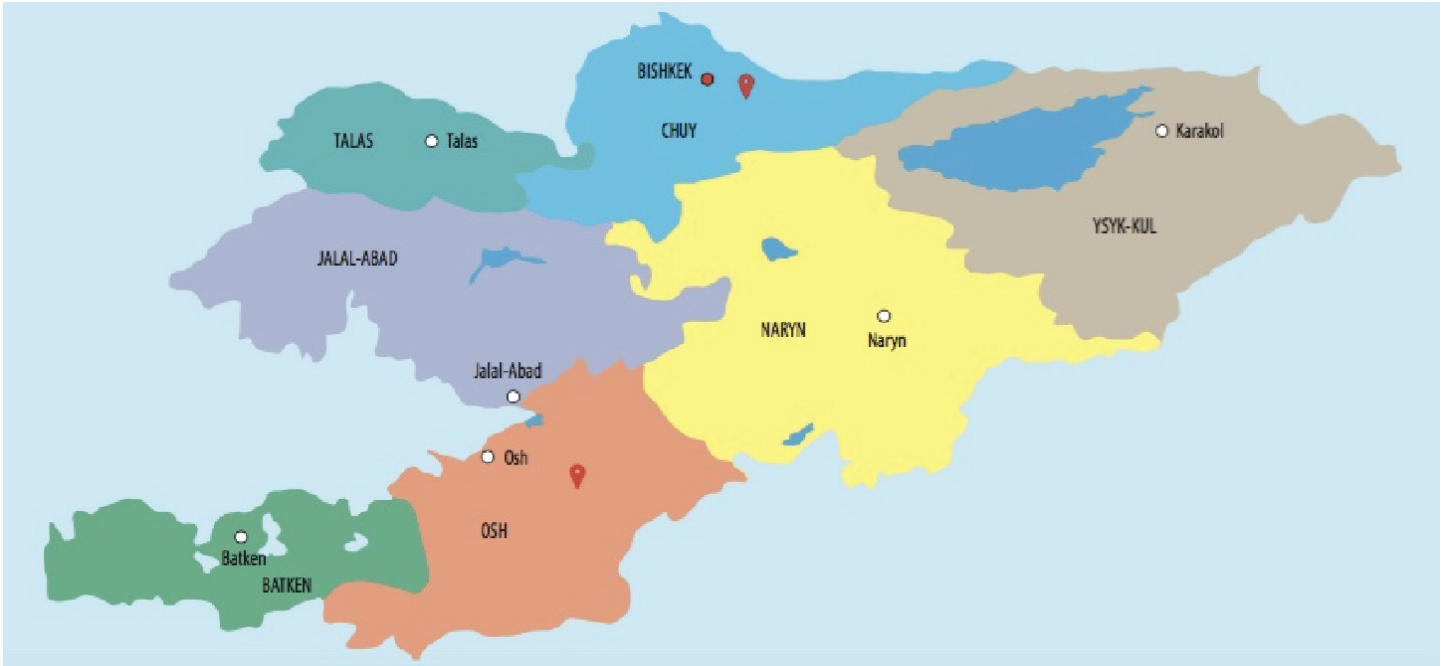 BISHKEK
CHUY
TALAS
Talas
Karakol
YSYK-KUL
JALAL-ABAD
NARYN
Naryn
Jalal-Abad
Osh
OSH
Batken
BATKEN